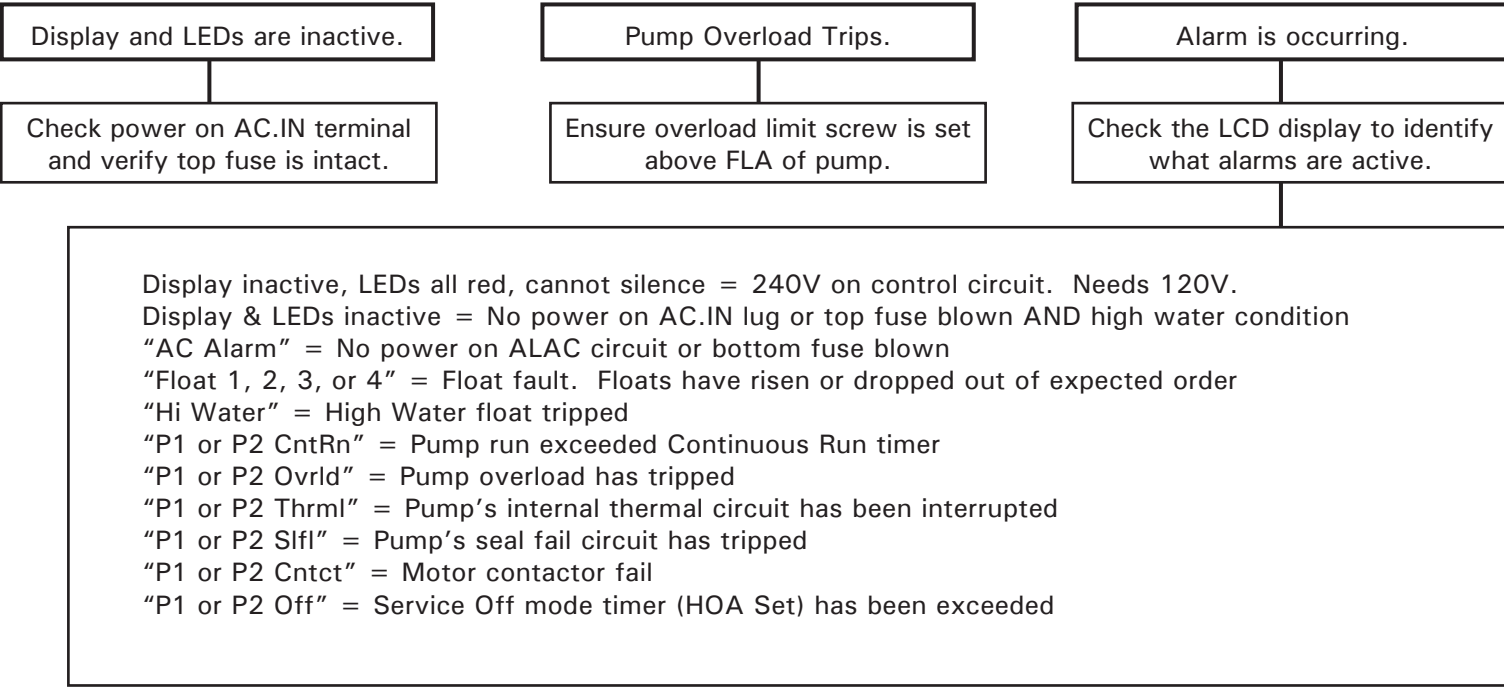 Display and LEDs are inactive.
Check power on AC.IN terminal
and verify top fuse is intact.
Pump Overload Trips.
Ensure overload limit screw is set
above FLA of pump.
Alarm is occurring.
Check the LCD display to identify
what alarms are active.
Display inactive, LEDs all red, cannot silence = 240V on control circuit.  Needs 120V.
Display & LEDs inactive = No power on AC.IN lug or top fuse blown AND high water condition
“AC Alarm” = No power on ALAC circuit or bottom fuse blown
“Float 1, 2, 3, or 4” = Float fault.  Floats have risen or dropped out of expected order
“Hi Water” = High Water float tripped
“P1 or P2 CntRn” = Pump run exceeded Continuous Run timer
“P1 or P2 Ovrld” = Pump overload has tripped
“P1 or P2 Thrml” = Pump’s internal thermal circuit has been interrupted
“P1 or P2 Slfl” = Pump’s seal fail circuit has tripped
“P1 or P2 Cntct” = Motor contactor fail
“P1 or P2 Off” = Service Off mode timer (HOA Set) has been exceeded